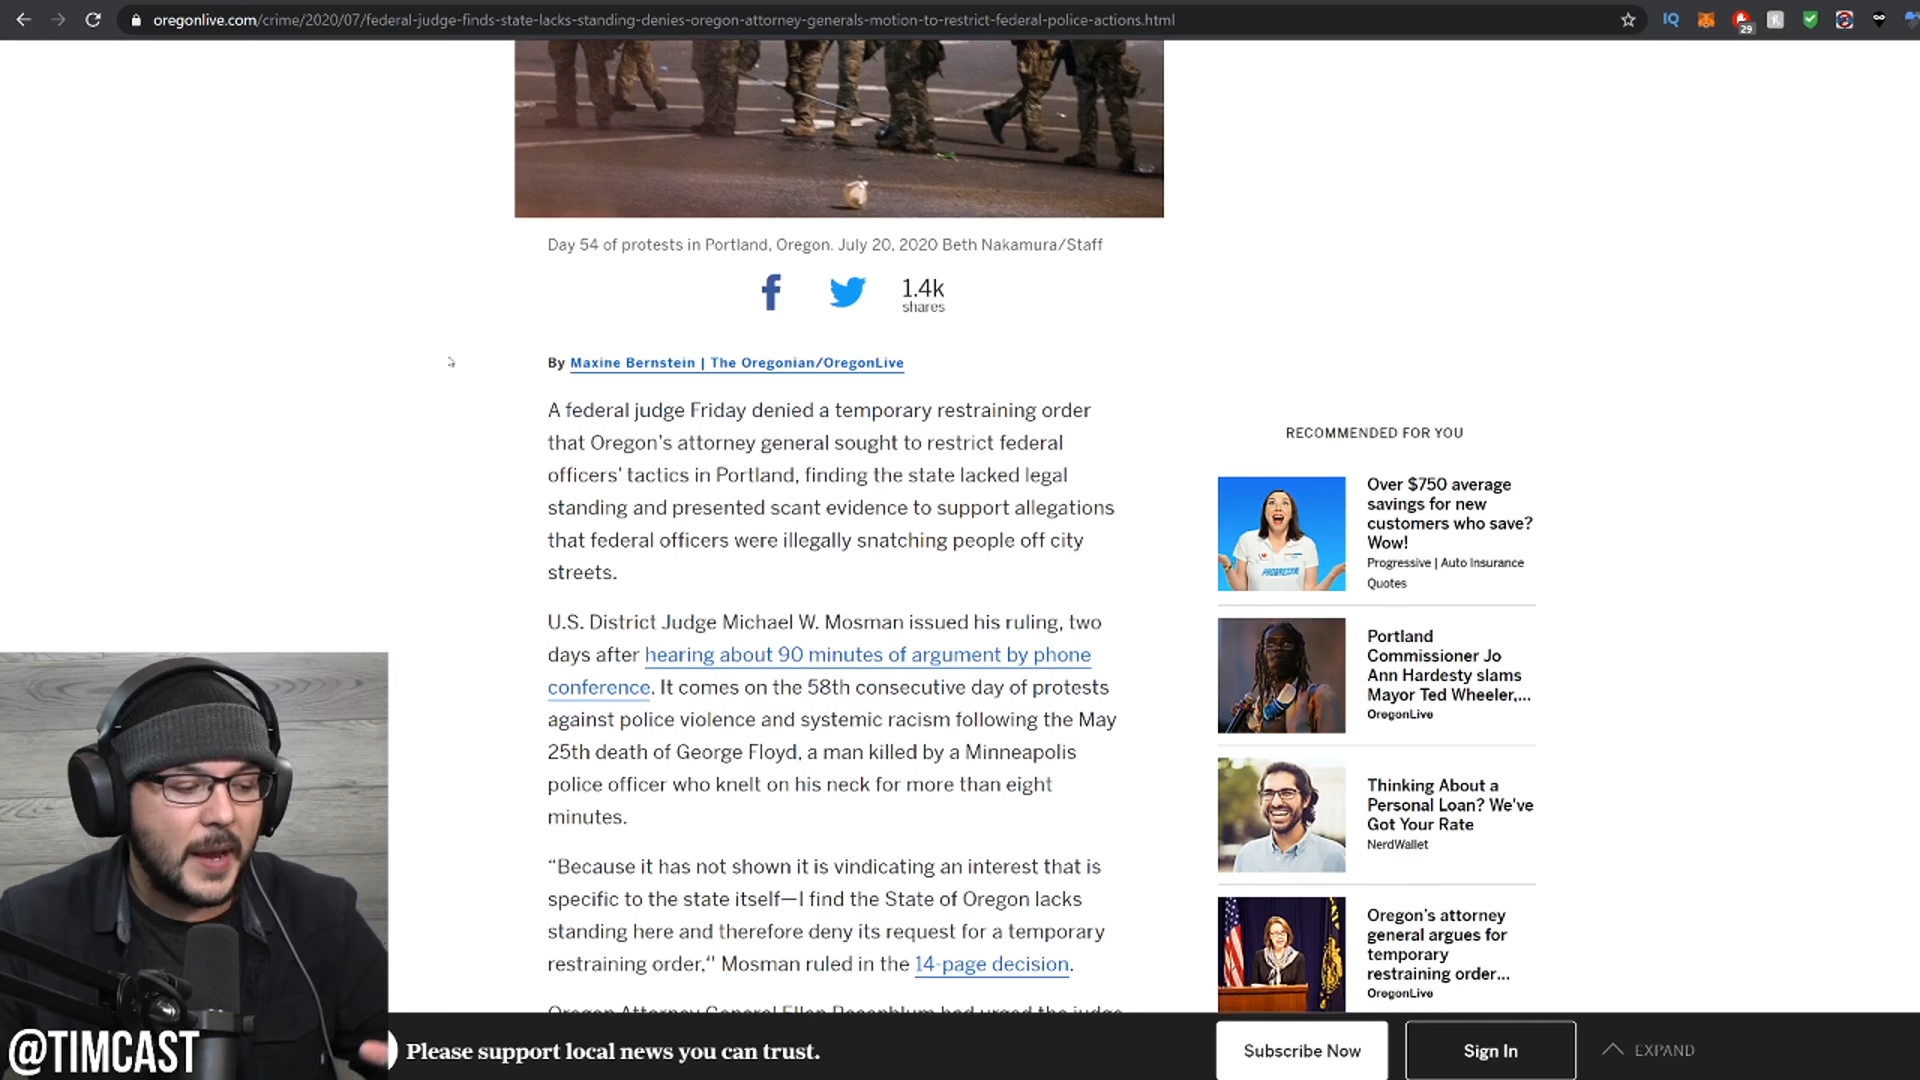 oregonlive.com/crime/2020/07/federal-judge-finds-state-lacks-standing-denies-oregon-attorney-generals-motion-to-restrict-federal-police-actions.html
IQ
29
Day 54 of protests in Portland, Oregon. July 20, 2020 Beth Nakamura/Staff
1.4k
shares
By Maxine Bernstein | The Oregonian/OregonLive
A federal judge Friday denied a temporary restraining order
that Oregon’s attorney general sought to restrict federal
officers’ tactics in Portland, finding the state lacked legal
standing and presented scant evidence to support allegations
that federal officers were illegally snatching people off city
streets.
U.S. District Judge Michael W. Mosman issued his ruling, two
days after hearing about 90 minutes of argument by phone
conference. It comes on the 58th consecutive day of protests
against police violence and systemic racism following the May
25th death of George Floyd, a man killed by a Minneapolis
police officer who knelt on his neck for more than eight
minutes.
“Because it has not shown it is vindicating an interest that is
specific to the state itself—I find the State of Oregon lacks
standing here and therefore deny its request for a temporary
restraining order,“ Mosman ruled in the 14-page decision.
Oregon Attorney General Ellen Rosenblum had urged the judge
RECOMMENDED FOR YOU
PROGRESSIVE
Over $750 average
savings for new
customers who save?
Wow!
Progressive | Auto Insurance
Quotes
Portland
Commissioner Jo
Ann Hardesty slams
Mayor Ted Wheeler,...
OregonLive
Thinking About a
Personal Loan? We've
Got Your Rate
NerdWallet
Oregon’s attorney
general argues for
temporary
restraining order...
OregonLive
@TIMCAST
Please support local news you can trust.
Subscribe Now
Sign In
EXPAND